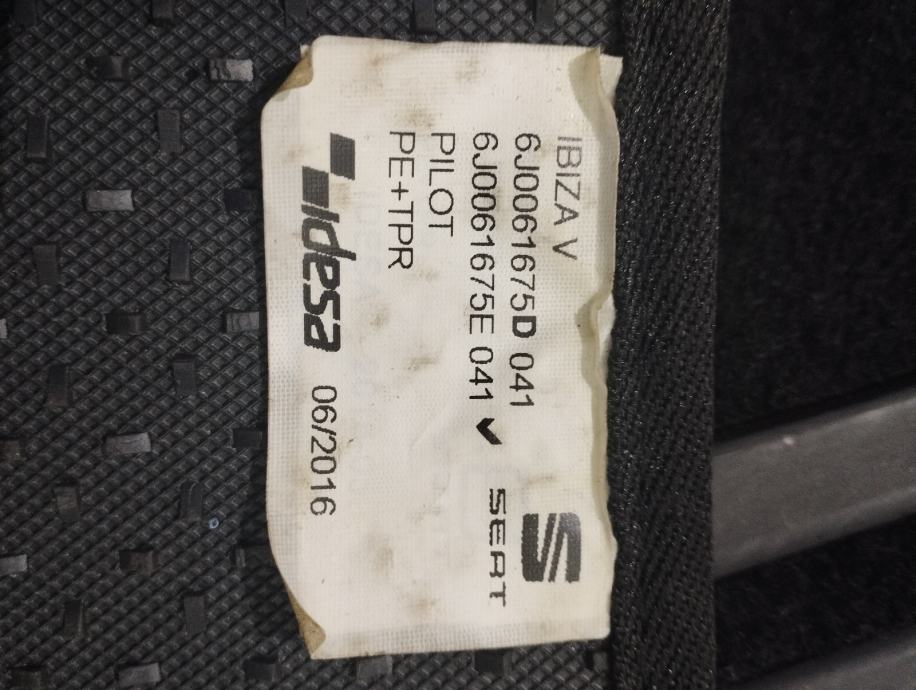 IBIZA V
6J0061675D 041
6J0061675E 041 ✔
PILOT
PE+TPR
SEAT
idesa 06/2016